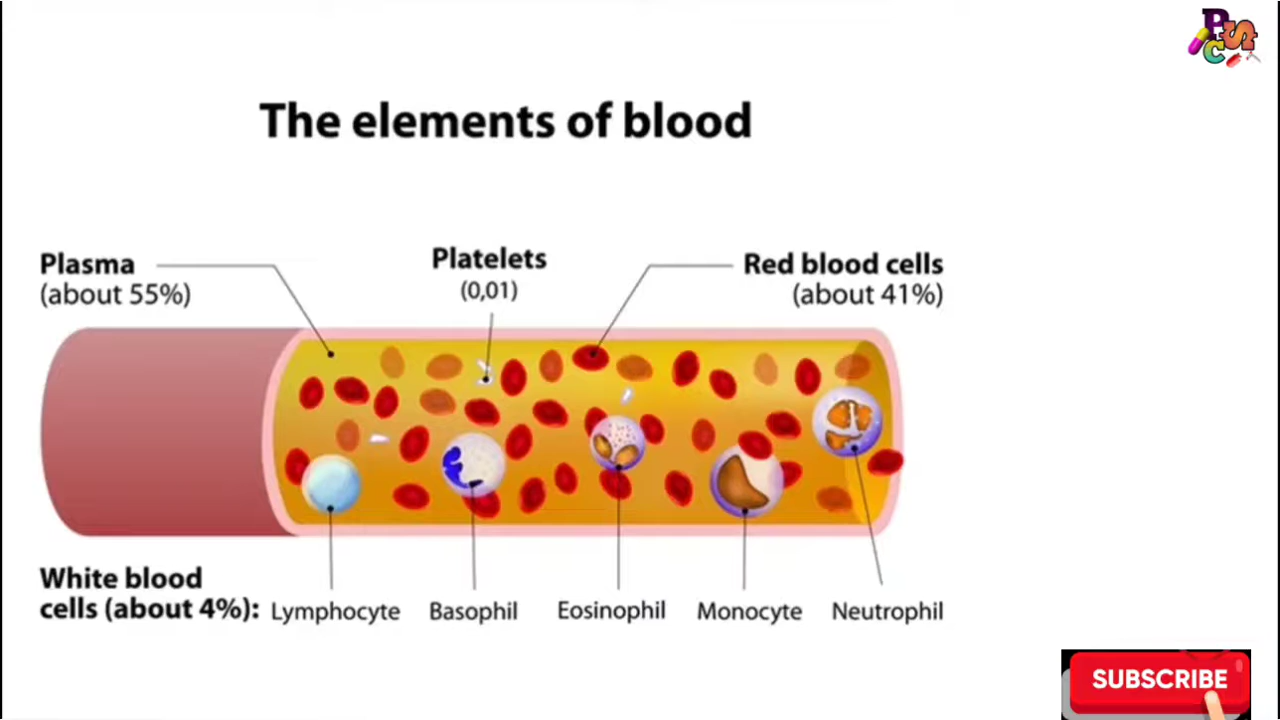 The elements of blood
Plasma
(about 55%)
Platelets
(0,01)
Red blood cells
(about 41%)
White blood
cells (about 4%):
Lymphocyte
Basophil
Eosinophil
Monocyte
Neutrophil
SUBSCRIBE